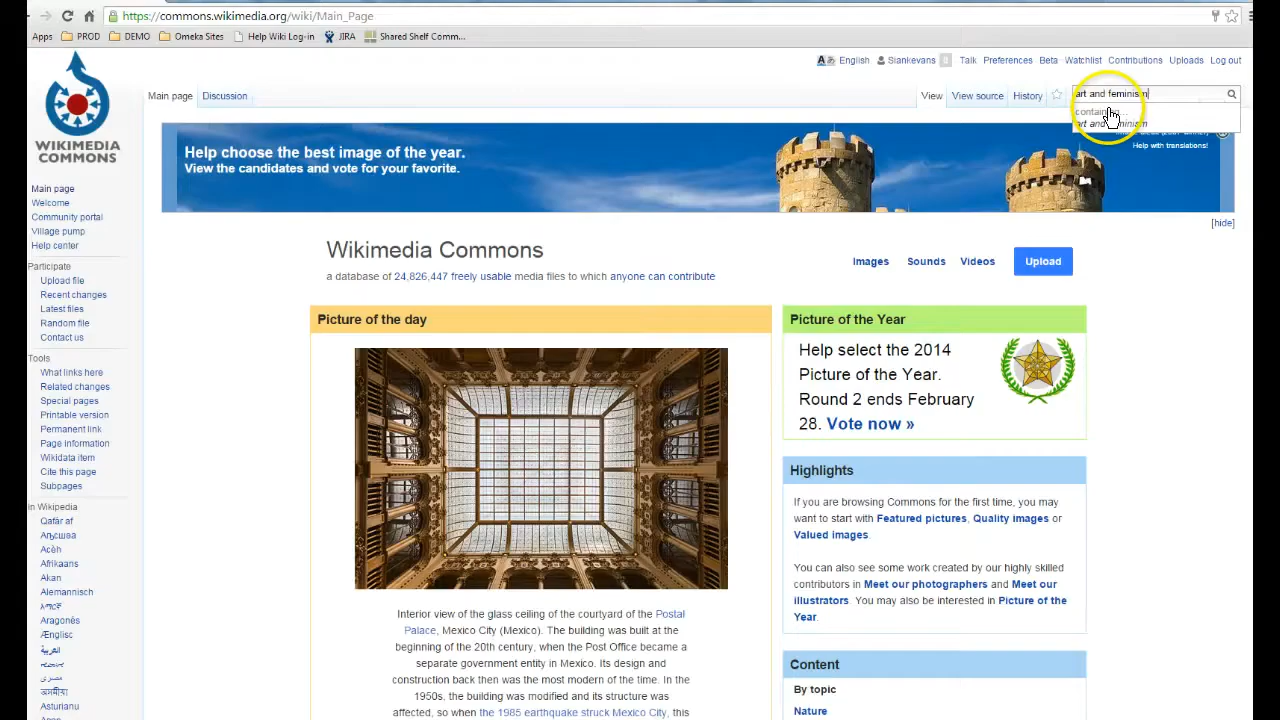 https://commons.wikimedia.org/wiki/Main_Page
Apps PROD DEMO Omeka Sites Help Wiki Log-in JIRA Shared Shelf Comm...
English Siankevans Talk Preferences Beta Watchlist Contributions Uploads Log out
Main page Discussion View View source History art and feminism
containing...
art and feminism
WIKIMEDIA
COMMONS
Help with translations!
Help choose the best image of the year.
View the candidates and vote for your favorite.
[hide]
Main page
Welcome
Community portal
Village pump
Help center
Participate
Upload file
Recent changes
Latest files
Random file
Contact us
Tools
What links here
Related changes
Special pages
Printable version
Permanent link
Page information
Wikidata item
Cite this page
Subpages
In Wikipedia
Qafár af
Аҧсшәа
Acèh
Afrikaans
Akan
Alemannisch
አማርኛ
Aragonés
Ænglisc
العربية
مصرى
অসমীয়া
Asturianu
Wikimedia Commons
a database of 24,826,447 freely usable media files to which anyone can contribute
Images Sounds Videos Upload
Picture of the day
Interior view of the glass ceiling of the courtyard of the Postal
Palace, Mexico City (Mexico). The building was built at the
beginning of the 20th century, when the Post Office became a
separate government entity in Mexico. Its design and
construction back then was the most modern of the time. In the
1950s. the building was modified and its structure was
affected, so when the 1985 earthquake struck Mexico City, this
Picture of the Year
Help select the 2014
Picture of the Year.
Round 2 ends February
28. Vote now »
Highlights
If you are browsing Commons for the first time, you may
want to start with Featured pictures, Quality images or
Valued images.
You can also see some work created by our highly skilled
contributors in Meet our photographers and Meet our
illustrators. You may also be interested in Picture of the
Year.
Content
By topic
Nature